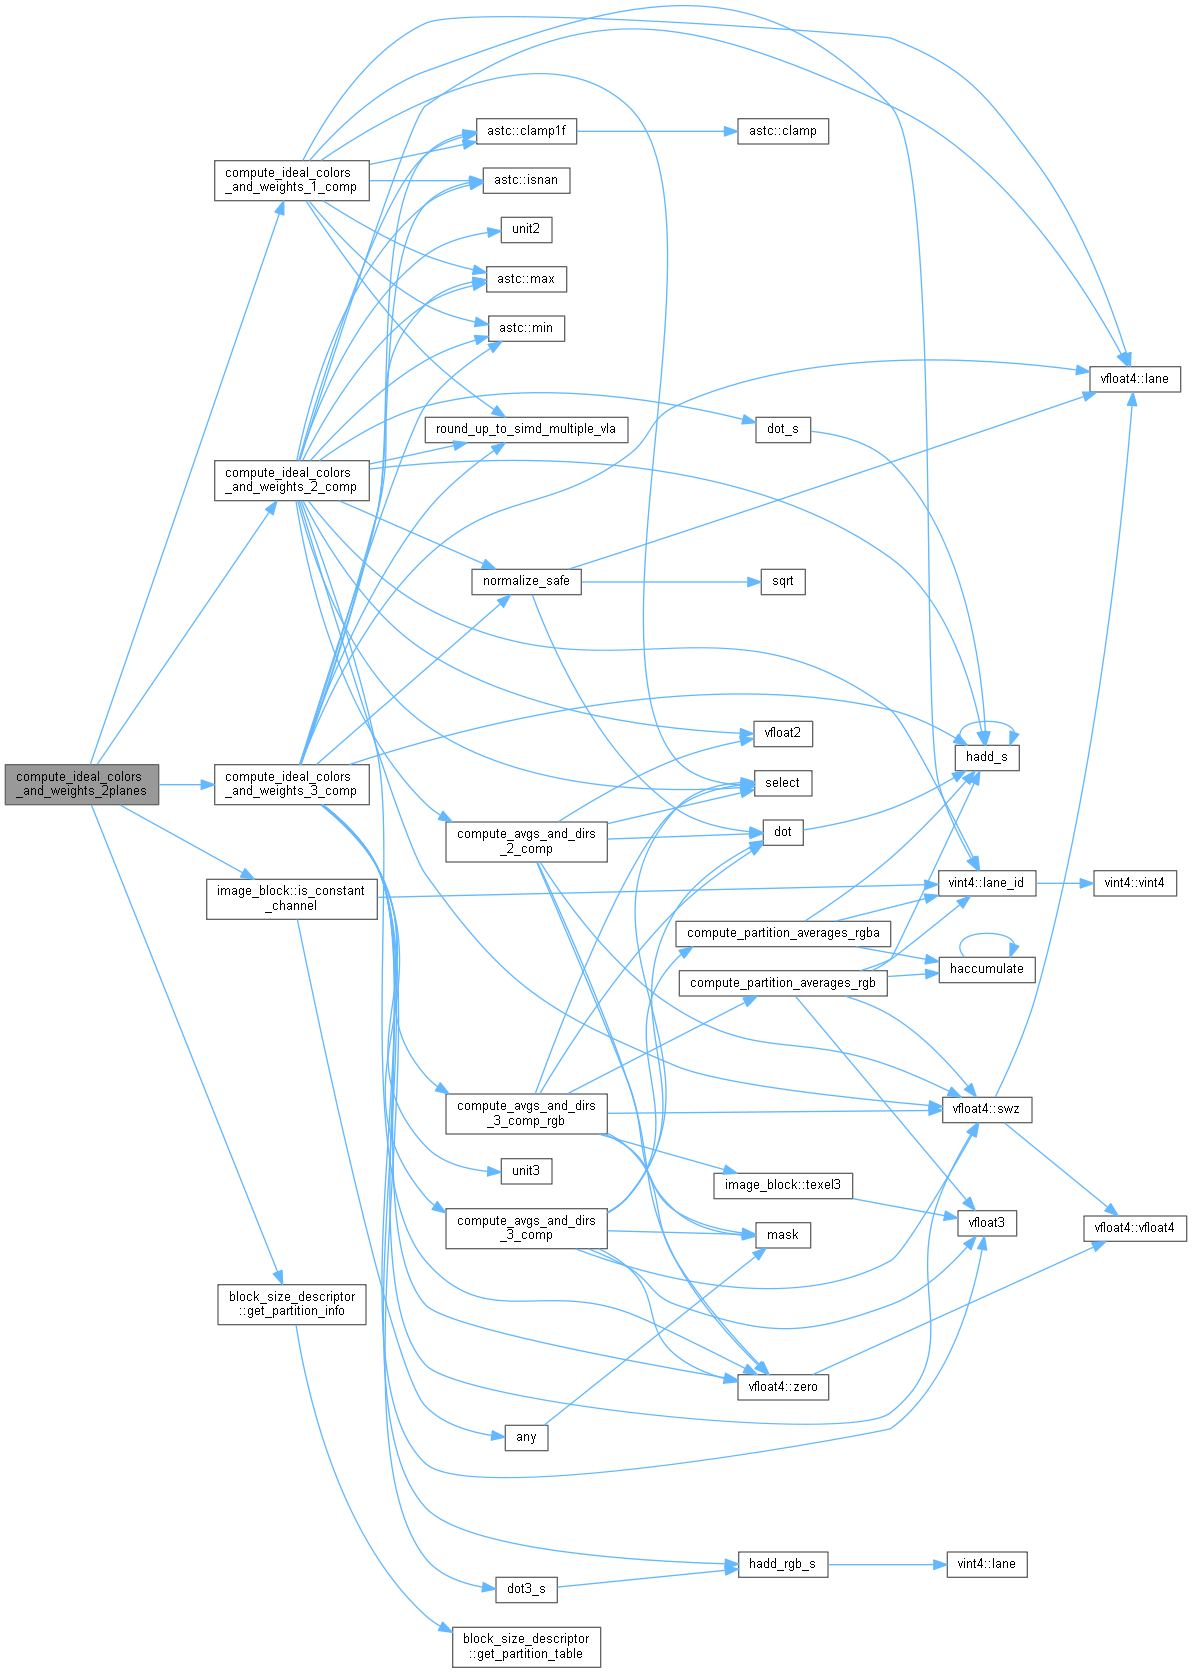 astc::clamp1f
astc::clamp
compute_ideal_colors
_and_weights_1_comp
astc::isnan
unit2
astc::max
astc::min
vfloat4::lane
round_up_to_simd_multiple_vla
dot_s
compute_ideal_colors
_and_weights_2_comp
normalize_safe
sqrt
vfloat2
hadd_s
compute_ideal_colors
_and_weights_2planes
compute_ideal_colors
_and_weights_3_comp
select
compute_avgs_and_dirs
_2_comp
dot
image_block::is_constant
_channel
vint4::lane_id
vint4::vint4
compute_partition_averages_rgba
haccumulate
compute_partition_averages_rgb
compute_avgs_and_dirs
_3_comp_rgb
vfloat4::swz
unit3
image_block::texel3
compute_avgs_and_dirs
_3_comp
mask
vfloat3
vfloat4::vfloat4
block_size_descriptor
::get_partition_info
vfloat4::zero
any
hadd_rgb_s
vint4::lane
dot3_s
block_size_descriptor
::get_partition_table